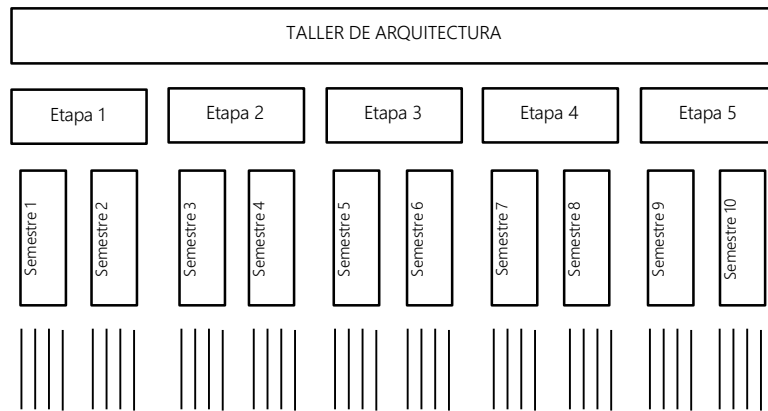 TALLER DE ARQUITECTURA
Etapa 1
Etapa 2
Etapa 3
Etapa 4
Etapa 5
Semestre 1
Semestre 2
Semestre 3
Semestre 4
Semestre 5
Semestre 6
Semestre 7
Semestre 8
Semestre 9
Semestre 10